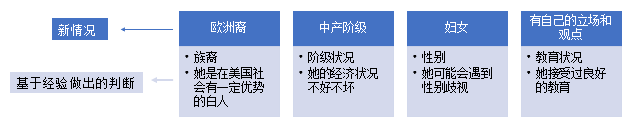 新情况
欧洲裔
中产阶级
妇女
有自己的立场和
观点
基于经验做出的判断
• 族裔
• 她是在美国社
会有一定优势
的白人
• 阶级状况
• 她的经济状况
不好不坏
• 性别
• 她可能会遇到
性别歧视
• 教育状况
• 她接受过良好
的教育